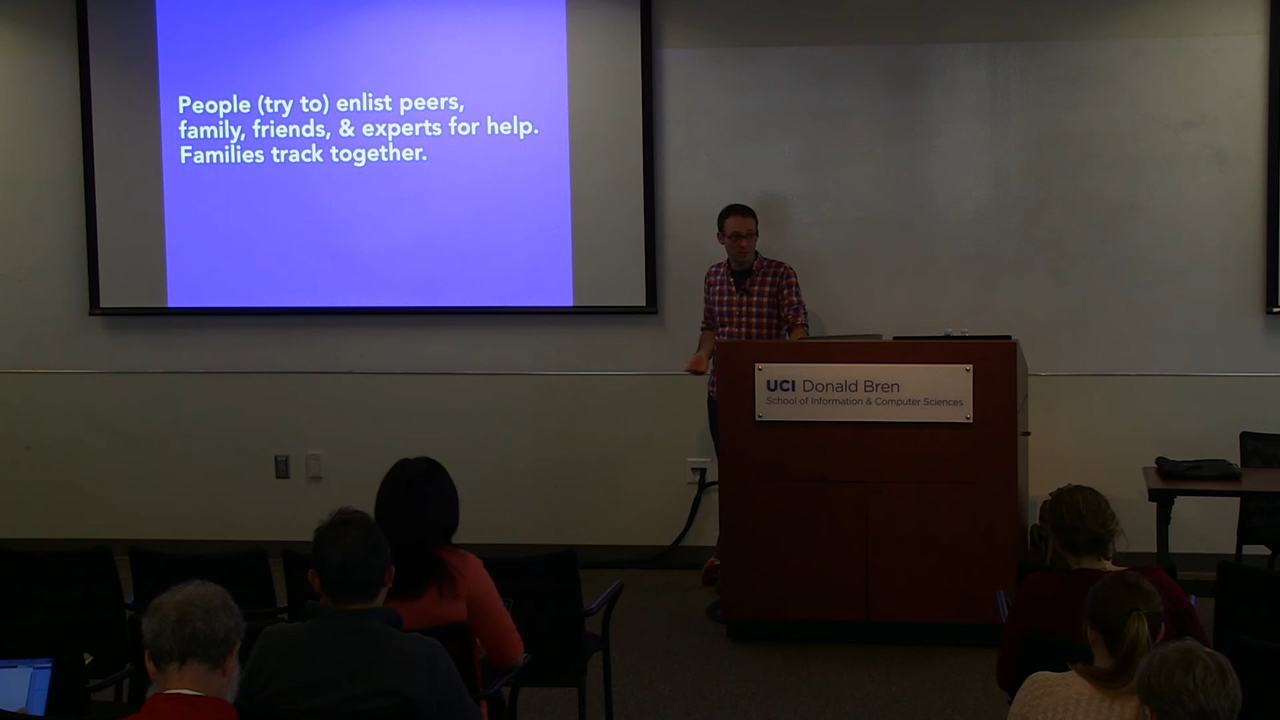 People (try to) enlist peers,
family, friends, & experts for help.
Families track together.
UCI Donald Bren
School of Information & Computer Sciences